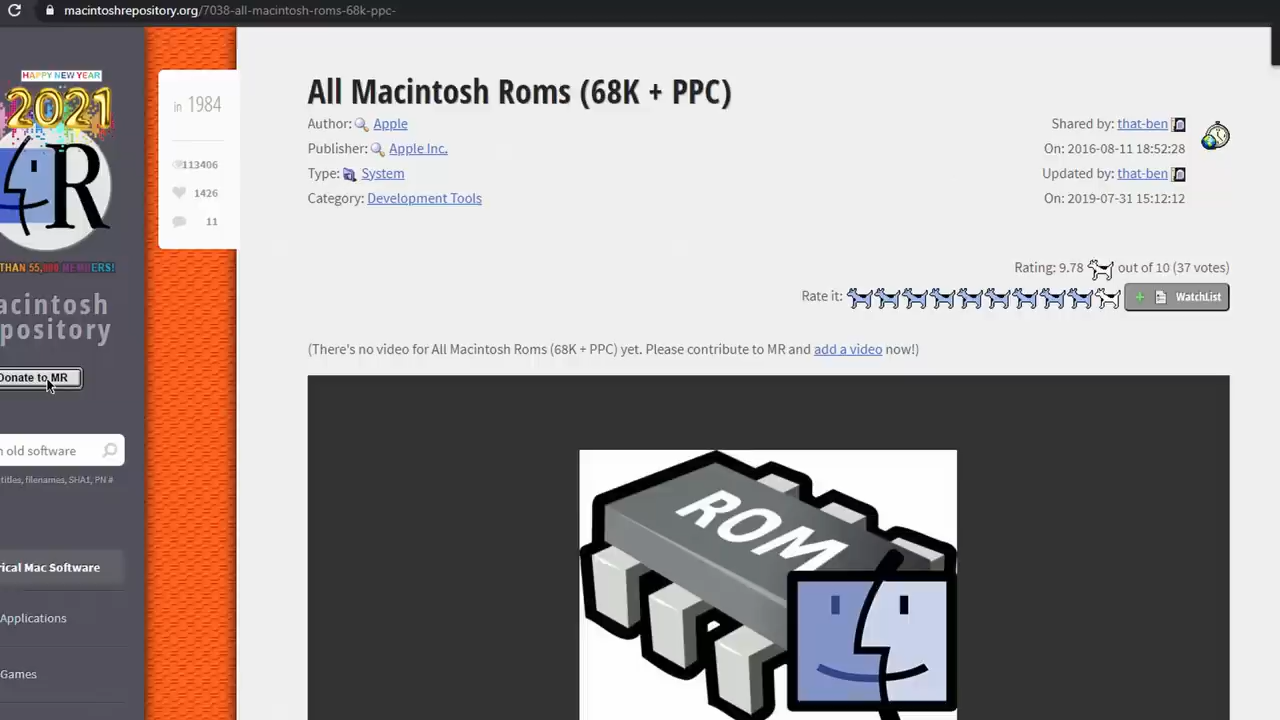 macintoshrepository.org/7038-all-macintosh-roms-68k-ppc-
HAPPY NEW YEAR
2021
R
THAN 55,000 MEMBERS!
acintosh
pository
Donate to MR
n old software
titles, filenames, SHA1, PN #
rical Mac Software
Applications
Games
in 1984
113406
1426
11
All Macintosh Roms (68K + PPC)
Author: Apple
Publisher: Apple Inc.
Type: System
Category: Development Tools
Shared by: that-ben
On: 2016-08-11 18:52:28
Updated by: that-ben
On: 2019-07-31 15:12:12
Rating: 9.78 out of 10 (37 votes)
Rate it: + WatchList
(There's no video for All Macintosh Roms (68K + PPC) yet. Please contribute to MR and add a video now!)
ROM